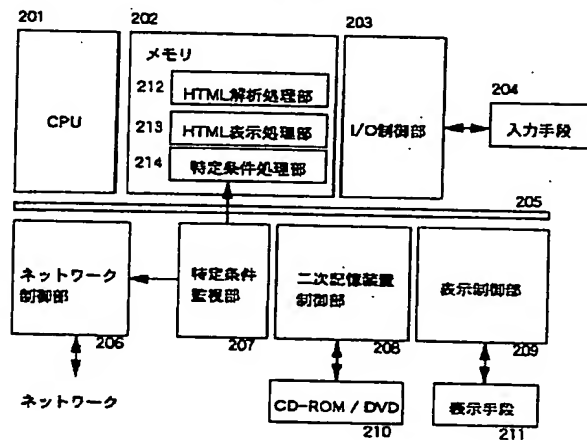 201
202
203
メモリ
CPU
212
HTML解析処理部
213
HTML表示処理部
214
特定条件処理部
I/O制御部
204
入力手段
205
ネットワーク
制御部
206
特定条件
監視部
207
二次記憶装置
制御部
208
表示制御部
209
ネットワーク
CD-ROM / DVD
210
表示手段
211